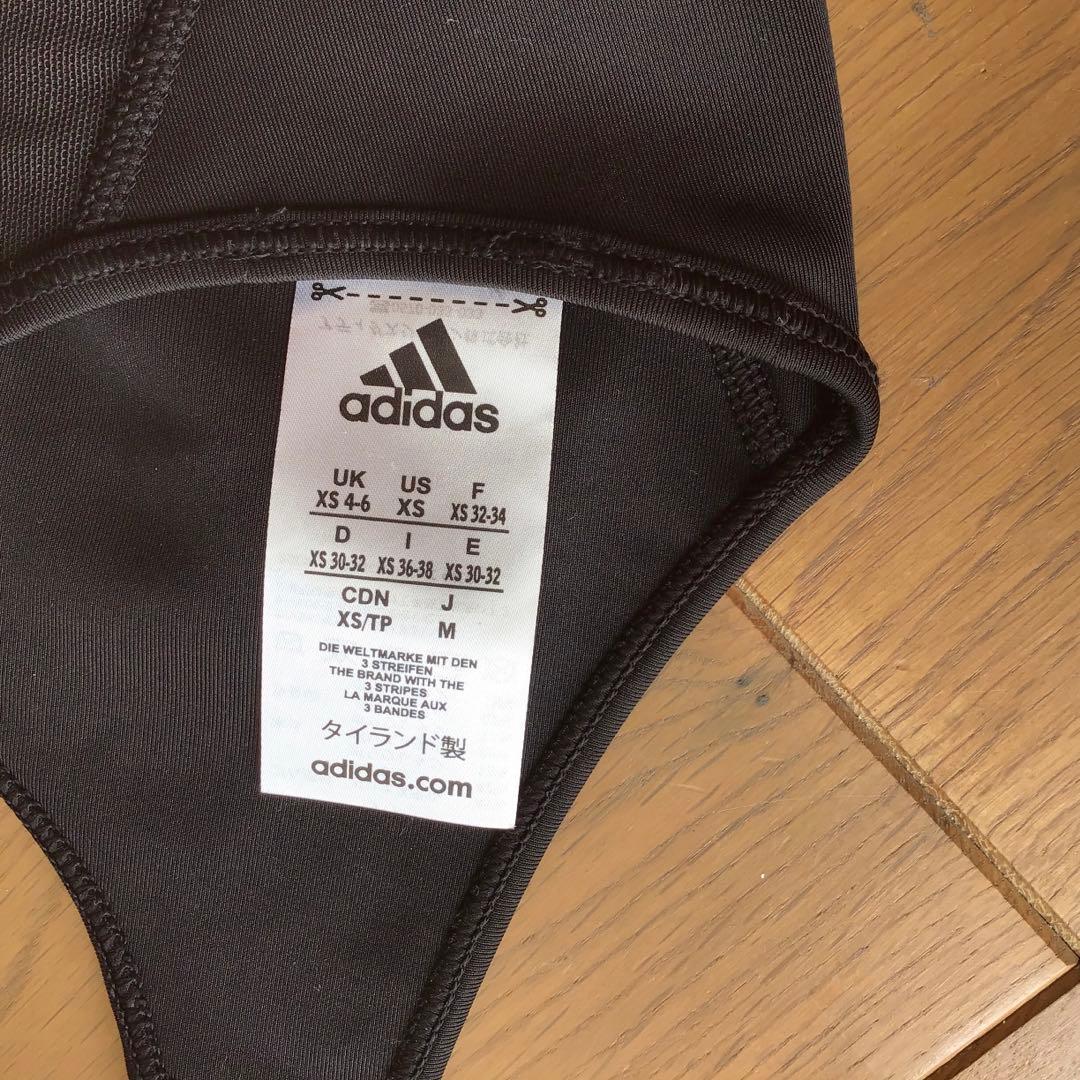 adidas
UK US F
XS 4-6 XS XS 32-34
D I E
XS 30-32 XS 36-38 XS 30-32
CDN J
XS/TP M
DIE WELTMARKE MIT DEN
3 STREIFEN
THE BRAND WITH THE
3 STRIPES
LA MARQUE AUX
3 BANDES
タイランド製
adidas.com